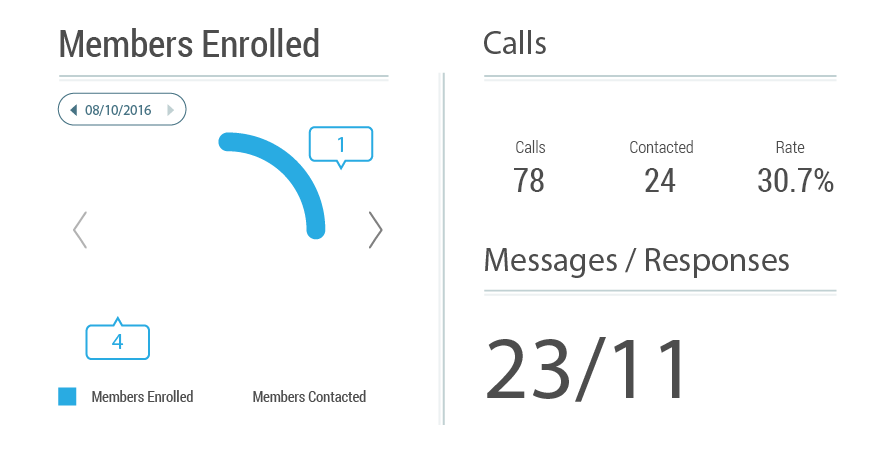 Members Enrolled
08/10/2016
1
4
Members Enrolled
Members Contacted
Calls
Calls
Contacted
Rate
78
24
30.7%
Messages / Responses
23/11